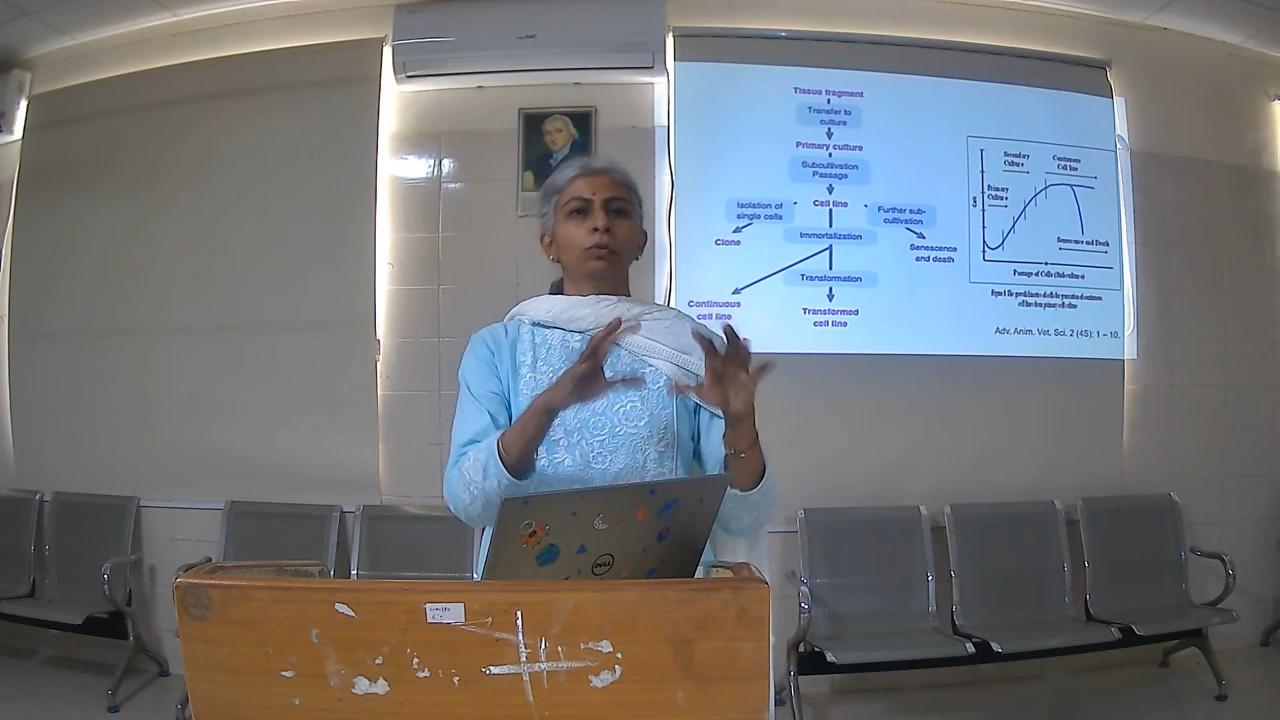 Tissue fragment
Transfer to
culture
Primary culture
Subcultivation
Passage
Cell line
Isolation of
single cells
Further sub-
cultivation
Clone
Immortalization
Senescence
and death
Transformation
Continuous
cell line
Transformed
cell line
Secondary
Culture
Continuous
Cell line
Primary
Culture
Senescence and Death
Passage of Cells (Subculture)
Adv. Anim. Vet. Sci. 2 (4S): 1 – 10.
DELL